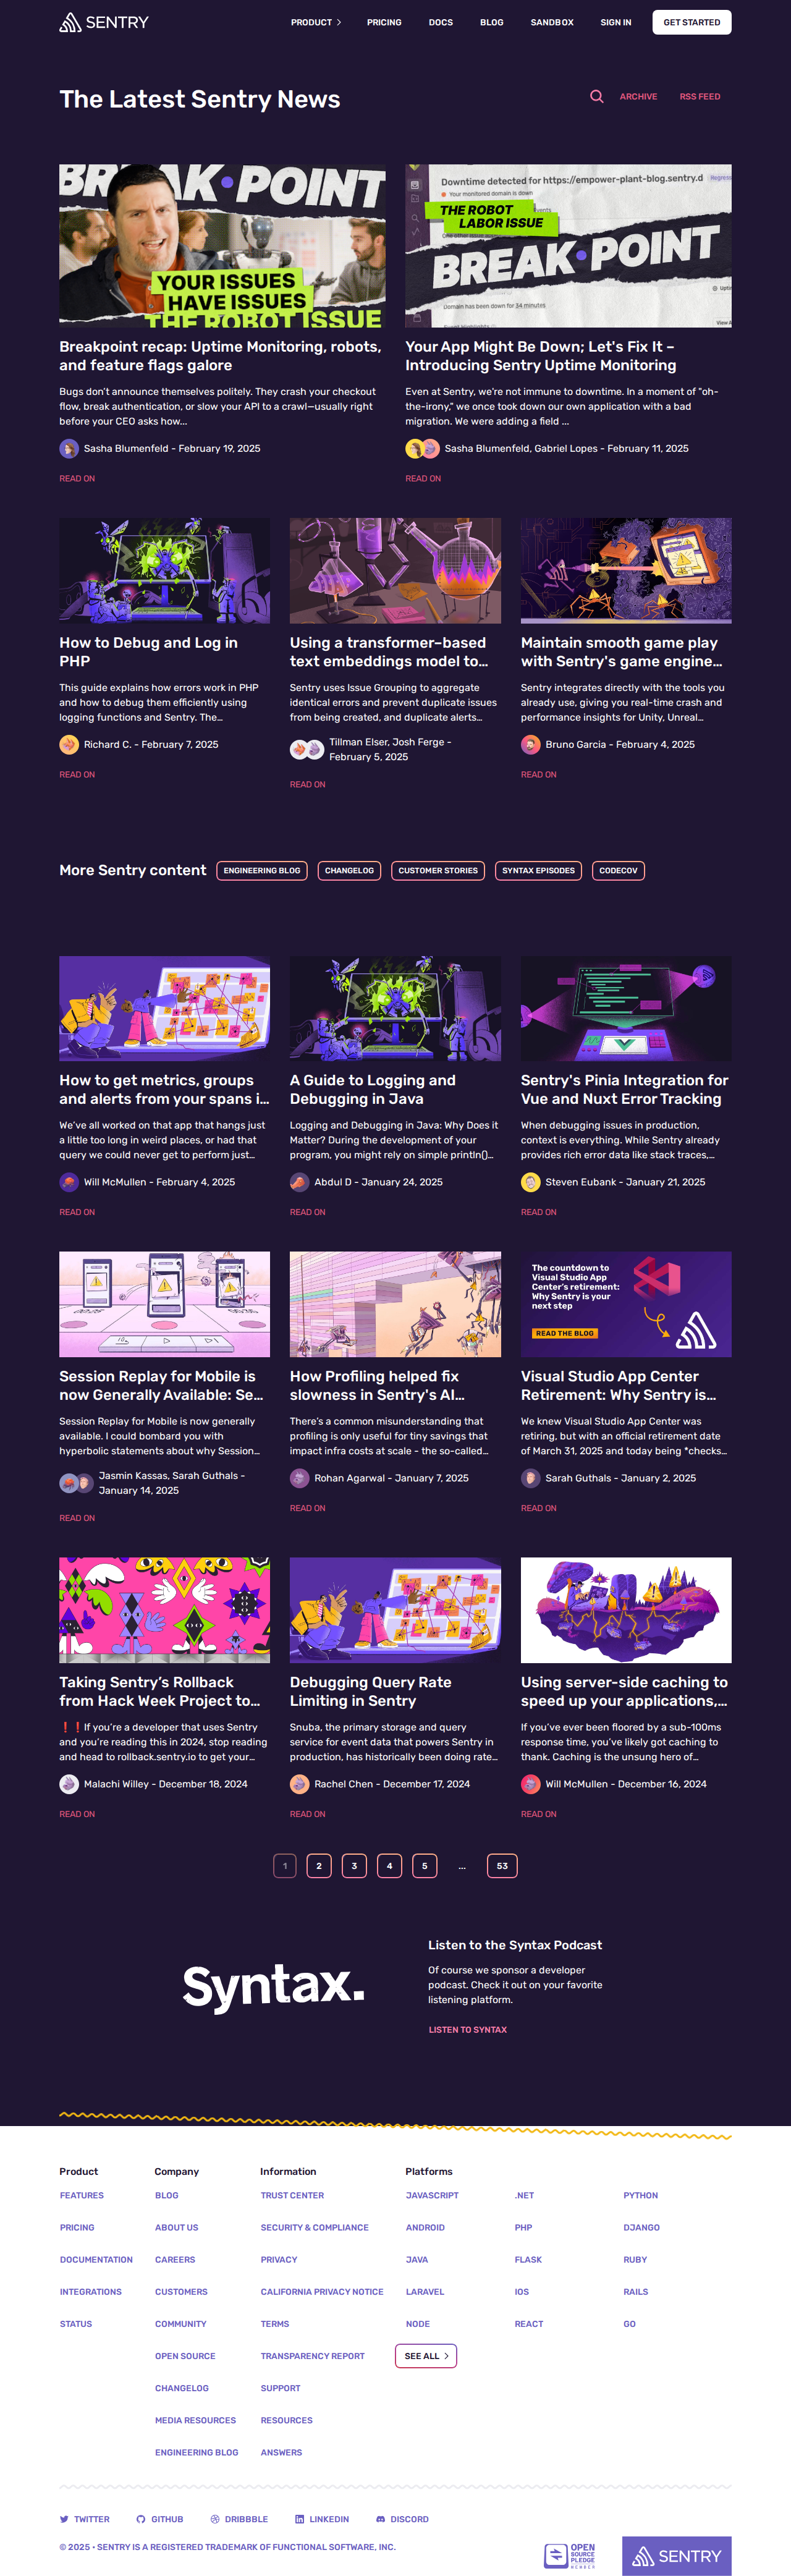 SENTRY
PRODUCT
PRICING
DOCS
BLOG
SANDBOX
SIGN IN
GET STARTED
The Latest Sentry News
ARCHIVE
RSS FEED
BREAK POINT
YOUR ISSUES
HAVE ISSUES
THE ROBOT ISSUE
Downtime detected for https://empower-plant-blog.sentry.d
Your monitored domain is down
THE ROBOT
LABOR ISSUE
BREAK POINT
Domain has been down for 34 minutes
Breakpoint recap: Uptime Monitoring, robots,
and feature flags galore
Bugs don't announce themselves politely. They crash your checkout
flow, break authentication, or slow your API to a crawl—usually right
before your CEO asks how...
Sasha Blumenfeld - February 19, 2025
READ ON
Your App Might Be Down; Let's Fix It –
Introducing Sentry Uptime Monitoring
Even at Sentry, we're not immune to downtime. In a moment of "oh-
the-irony," we once took down our own application with a bad
migration. We were adding a field ...
Sasha Blumenfeld, Gabriel Lopes - February 11, 2025
READ ON
How to Debug and Log in
PHP
This guide explains how errors work in PHP
and how to debug them efficiently using
logging functions and Sentry. The…
Richard C. - February 7, 2025
READ ON
Using a transformer–based
text embeddings model to…
Sentry uses Issue Grouping to aggregate
identical errors and prevent duplicate issues
from being created, and duplicate alerts…
Tillman Elser, Josh Ferge -
February 5, 2025
READ ON
Maintain smooth game play
with Sentry's game engine…
Sentry integrates directly with the tools you
already use, giving you real-time crash and
performance insights for Unity, Unreal…
Bruno Garcia - February 4, 2025
READ ON
More Sentry content
ENGINEERING BLOG
CHANGELOG
CUSTOMER STORIES
SYNTAX EPISODES
CODECOV
How to get metrics, groups
and alerts from your spans i…
We've all worked on that app that hangs just
a little too long in weird places, or had that
query we could never get to perform just…
Will McMullen - February 4, 2025
READ ON
A Guide to Logging and
Debugging in Java
Logging and Debugging in Java: Why Does it
Matter? During the development of your
program, you might rely on simple println()…
Abdul D - January 24, 2025
READ ON
Sentry's Pinia Integration for
Vue and Nuxt Error Tracking
When debugging issues in production,
context is everything. While Sentry already
provides rich error data like stack traces,…
Steven Eubank - January 21, 2025
READ ON
The countdown to
Visual Studio App
Center's retirement:
Why Sentry is your
next step
READ THE BLOG
Session Replay for Mobile is
now Generally Available: Se…
Session Replay for Mobile is now generally
available. I could bombard you with
hyperbolic statements about why Session…
Jasmin Kassas, Sarah Guthals -
January 14, 2025
READ ON
How Profiling helped fix
slowness in Sentry's AI…
There's a common misunderstanding that
profiling is only useful for tiny savings that
impact infra costs at scale - the so-called…
Rohan Agarwal - January 7, 2025
READ ON
Visual Studio App Center
Retirement: Why Sentry is…
We knew Visual Studio App Center was
retiring, but with an official retirement date
of March 31, 2025 and today being *checks…
Sarah Guthals - January 2, 2025
READ ON
Taking Sentry's Rollback
from Hack Week Project to…
❗❗If you're a developer that uses Sentry
and you're reading this in 2024, stop reading
and head to rollback.sentry.io to get your…
Malachi Willey - December 18, 2024
READ ON
Debugging Query Rate
Limiting in Sentry
Snuba, the primary storage and query
service for event data that powers Sentry in
production, has historically been doing rate…
Rachel Chen - December 17, 2024
READ ON
Using server-side caching to
speed up your applications,…
If you've ever been floored by a sub-100ms
response time, you've likely got caching to
thank. Caching is the unsung hero of…
Will McMullen - December 16, 2024
READ ON
1
2
3
4
5
...
53
Syntax.
Listen to the Syntax Podcast
Of course we sponsor a developer
podcast. Check it out on your favorite
listening platform.
LISTEN TO SYNTAX
Product
FEATURES
PRICING
DOCUMENTATION
INTEGRATIONS
STATUS
Company
BLOG
ABOUT US
CAREERS
CUSTOMERS
COMMUNITY
OPEN SOURCE
CHANGELOG
MEDIA RESOURCES
ENGINEERING BLOG
Information
TRUST CENTER
SECURITY & COMPLIANCE
PRIVACY
CALIFORNIA PRIVACY NOTICE
TERMS
TRANSPARENCY REPORT
SUPPORT
RESOURCES
ANSWERS
Platforms
JAVASCRIPT
ANDROID
JAVA
LARAVEL
NODE
.NET
PHP
FLASK
IOS
REACT
PYTHON
DJANGO
RUBY
RAILS
GO
SEE ALL
TWITTER
GITHUB
DRIBBBLE
LINKEDIN
DISCORD
© 2025 • SENTRY IS A REGISTERED TRADEMARK OF FUNCTIONAL SOFTWARE, INC.
OPEN
SOURCE
PLEDGE
MEMBER
SENTRY